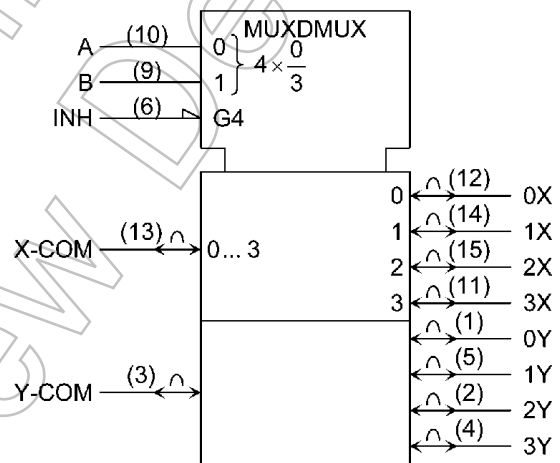 MUXDMUX
A (10) 0 } 4 × 0/3
B (9) 1
INH (6) G4
0 (12) 0X
1 (14) 1X
X-COM (13) 0... 3
2 (15) 2X
3 (11) 3X
(1) 0Y
(5) 1Y
Y-COM (3)
(2) 2Y
(4) 3Y